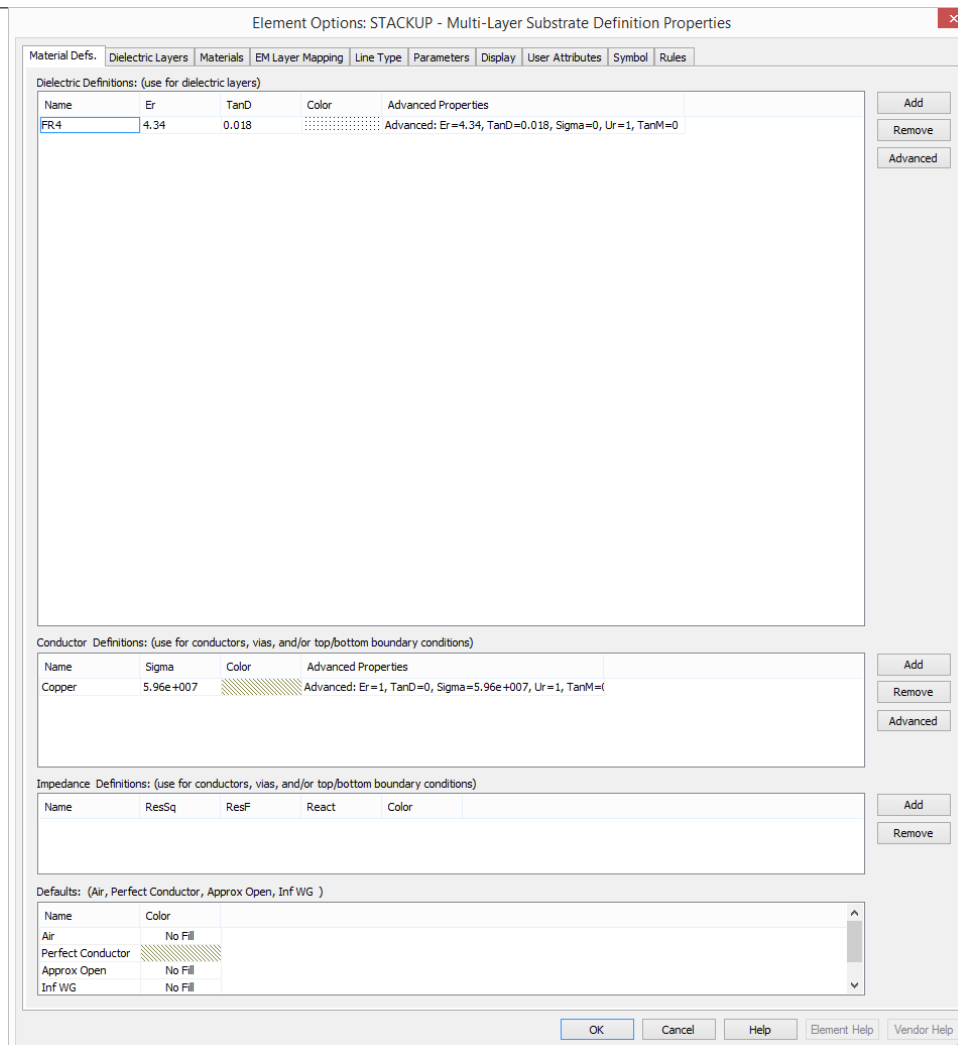 Element Options: STACKUP - Multi-Layer Substrate Definition Properties
Material Defs. Dielectric Layers Materials EM Layer Mapping Line Type Parameters Display User Attributes Symbol Rules
Dielectric Definitions: (use for dielectric layers)
Name Er TanD Color Advanced Properties
FR4 4.34 0.018 Advanced: Er=4.34, TanD=0.018, Sigma=0, Ur=1, TanM=0
Add
Remove
Advanced
Conductor Definitions: (use for conductors, vias, and/or top/bottom boundary conditions)
Name Sigma Color Advanced Properties
Copper 5.96e+007 Advanced: Er=1, TanD=0, Sigma=5.96e+007, Ur=1, TanM=(
Add
Remove
Advanced
Impedance Definitions: (use for conductors, vias, and/or top/bottom boundary conditions)
Name ResSq ResF React Color
Add
Remove
Defaults: (Air, Perfect Conductor, Approx Open, Inf WG )
Name Color
Air No Fill
Perfect Conductor
Approx Open No Fill
Inf WG No Fill
OK Cancel Help Element Help Vendor Help